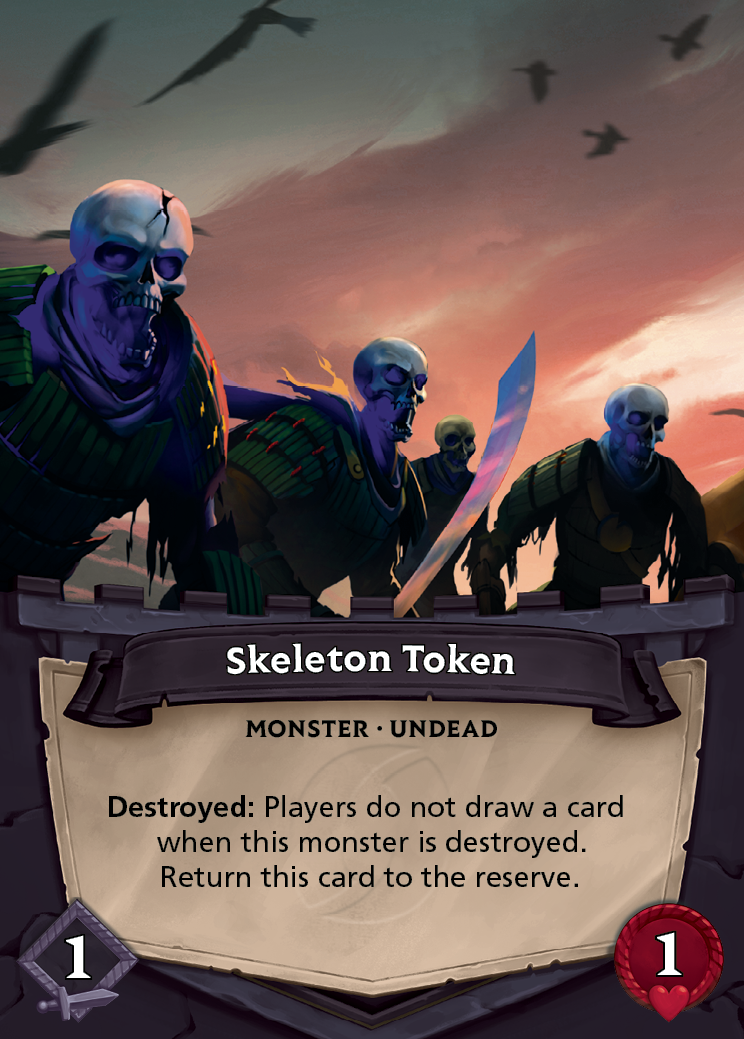 Skeleton Token
MONSTER · UNDEAD
Destroyed: Players do not draw a card
when this monster is destroyed.
Return this card to the reserve.
1
1